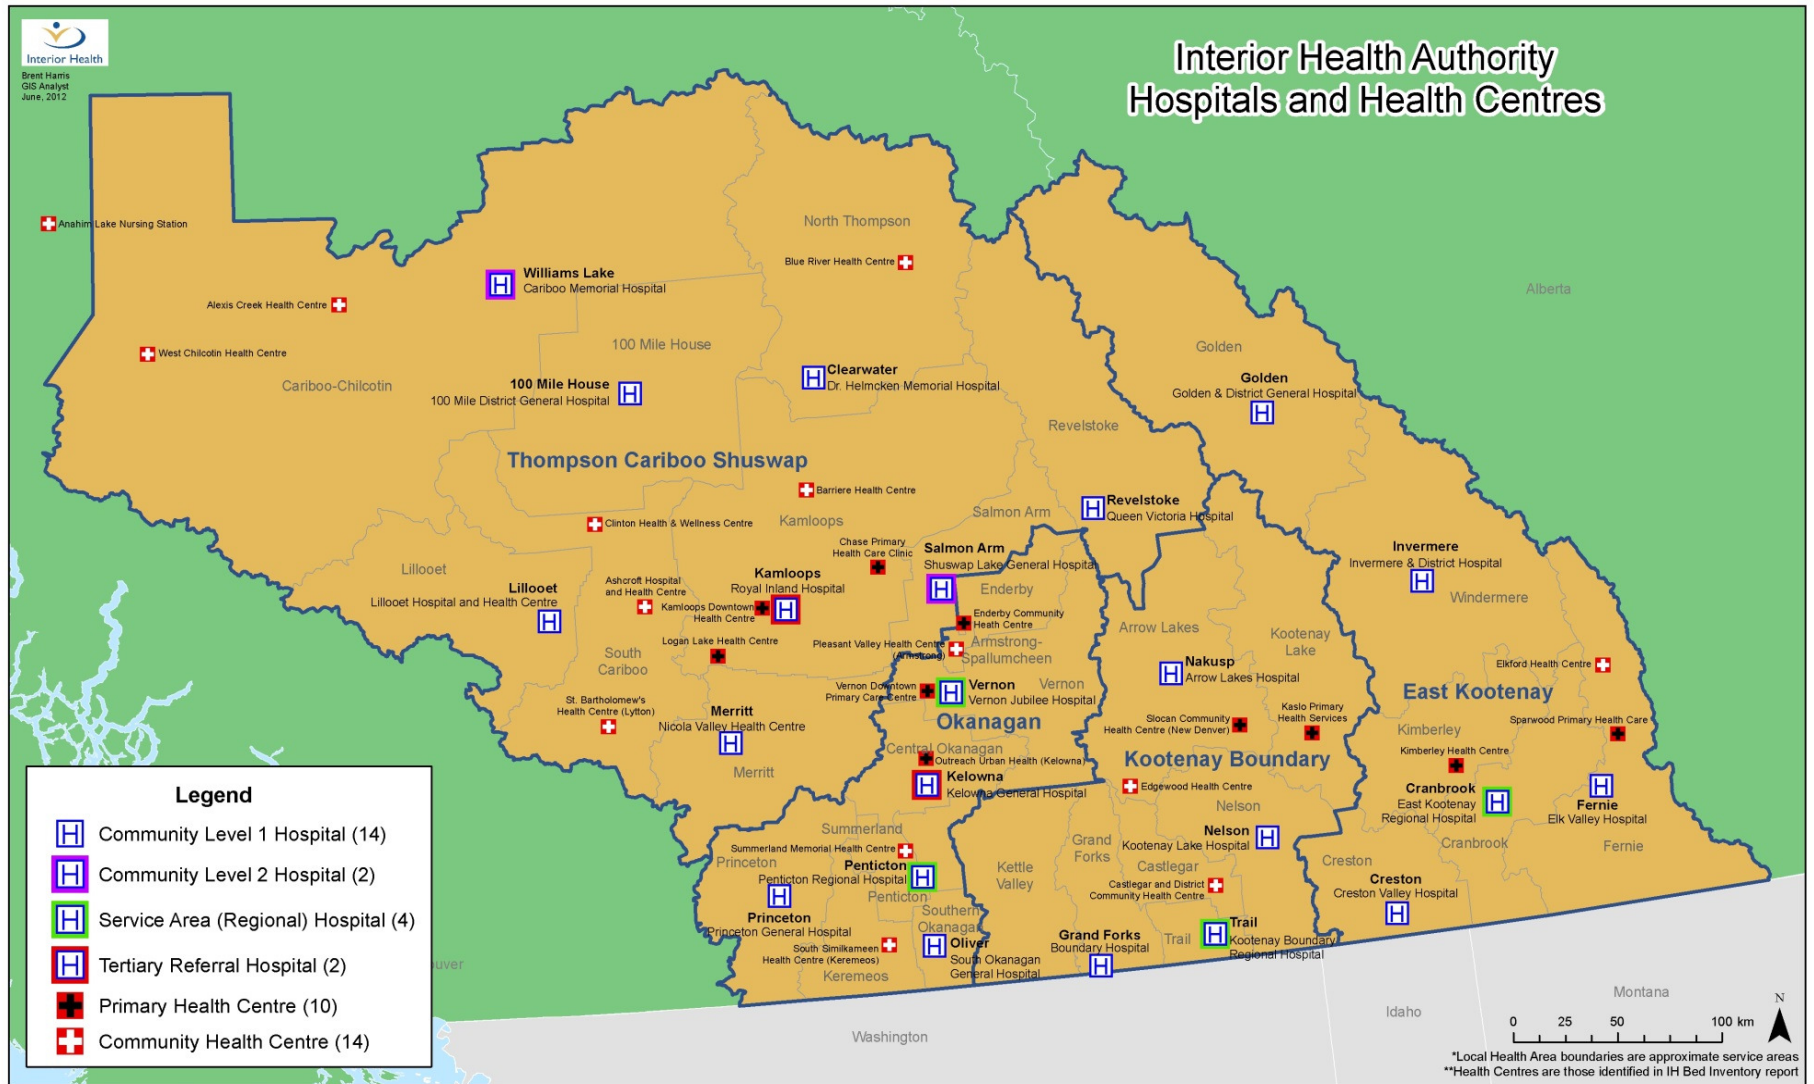 Interior Health
Brent Harris
GIS Analyst
June, 2012
Interior Health Authority
Hospitals and Health Centres
Anahim Lake Nursing Station
Alexis Creek Health Centre
West Chilcotin Health Centre
Cariboo-Chilcotin
Williams Lake
Cariboo Memorial Hospital
North Thompson
Blue River Health Centre
100 Mile House
100 Mile House
100 Mile District General Hospital
Clearwater
Dr. Helmcken Memorial Hospital
Alberta
Golden
Golden
Golden & District General Hospital
Revelstoke
Thompson Cariboo Shuswap
Barriere Health Centre
Revelstoke
Queen Victoria Hospital
Clinton Health & Wellness Centre
Kamloops
Salmon Arm
Chase Primary
Health Care Clinic
Salmon Arm
Shuswap Lake General Hospital
Invermere
Invermere & District Hospital
Windermere
Lillooet
Lillooet
Lillooet Hospital and Health Centre
Ashcroft Hospital
and Health Centre
Kamloops
Royal Inland Hospital
Kamloops Downtown
Health Centre
Enderby
Enderby Community
Heath Centre
Logan Lake Health Centre
Pleasant Valley Health Centre
(Armstrong)
Armstrong-
Spallumcheen
Arrow Lakes
Kootenay
Lake
South
Cariboo
Nakusp
Arrow Lakes Hospital
Elkford Health Centre
East Kootenay
Vernon Downtown
Primary Care Centre
Vernon
Vernon Jubilee Hospital
Vernon
St. Bartholomew's
Health Centre (Lytton)
Merritt
Nicola Valley Health Centre
Okanagan
Slocan Community
Health Centre (New Denver)
Kaslo Primary
Health Services
Kimberley
Sparwood Primary Health Care
Kimberley Health Centre
Central Okanagan
Outreach Urban Health (Kelowna)
Kootenay Boundary
Merritt
Kelowna
Kelowna General Hospital
Edgewood Health Centre
Cranbrook
East Kootenay
Regional Hospital
Fernie
Elk Valley Hospital
Nelson
Summerland
Summerland Memorial Health Centre
Grand
Forks
Nelson
Kootenay Lake Hospital
Cranbrook
Fernie
Princeton
Penticton
Penticton Regional Hospital
Penticton
Kettle
Valley
Castlegar
Castlegar and District
Community Health Centre
Creston
Creston
Creston Valley Hospital
Princeton
Princeton General Hospital
Southern
Okanagan
South Similkameen
Health Centre (Keremeos)
Keremeos
Oliver
South Okanagan
General Hospital
Grand Forks
Boundary Hospital
Trail
Trail
Kootenay Boundary
Regional Hospital
ouver
Washington
Idaho
Montana
Legend
H Community Level 1 Hospital (14)
H Community Level 2 Hospital (2)
H Service Area (Regional) Hospital (4)
H Tertiary Referral Hospital (2)
Primary Health Centre (10)
Community Health Centre (14)
N
0 25 50 100 km
*Local Health Area boundaries are approximate service areas
**Health Centres are those identified in IH Bed Inventory report